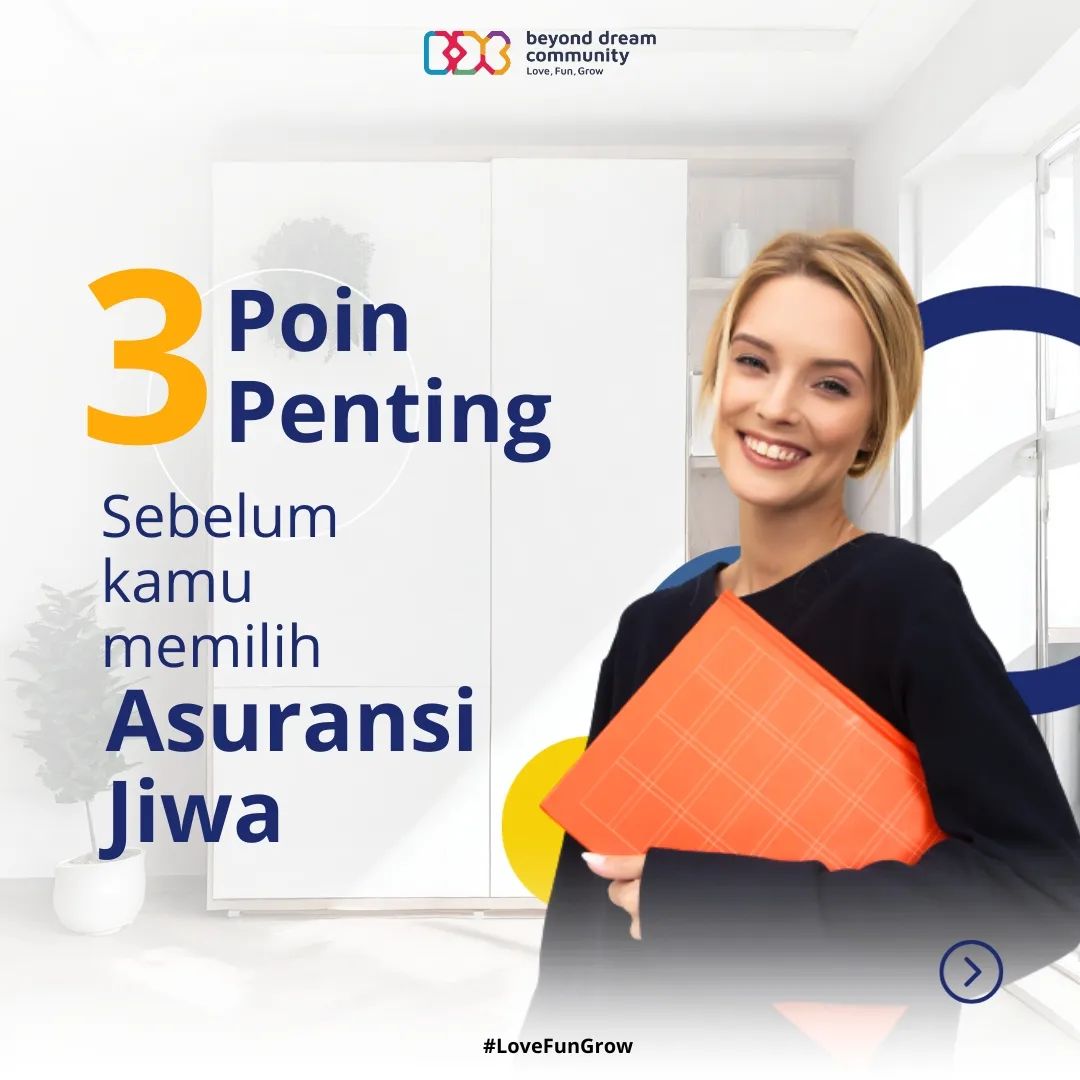 beyond dream
community
Love, Fun, Grow
3 Poin
Penting
Sebelum
kamu
memilih
Asuransi
Jiwa
#LoveFunGrow